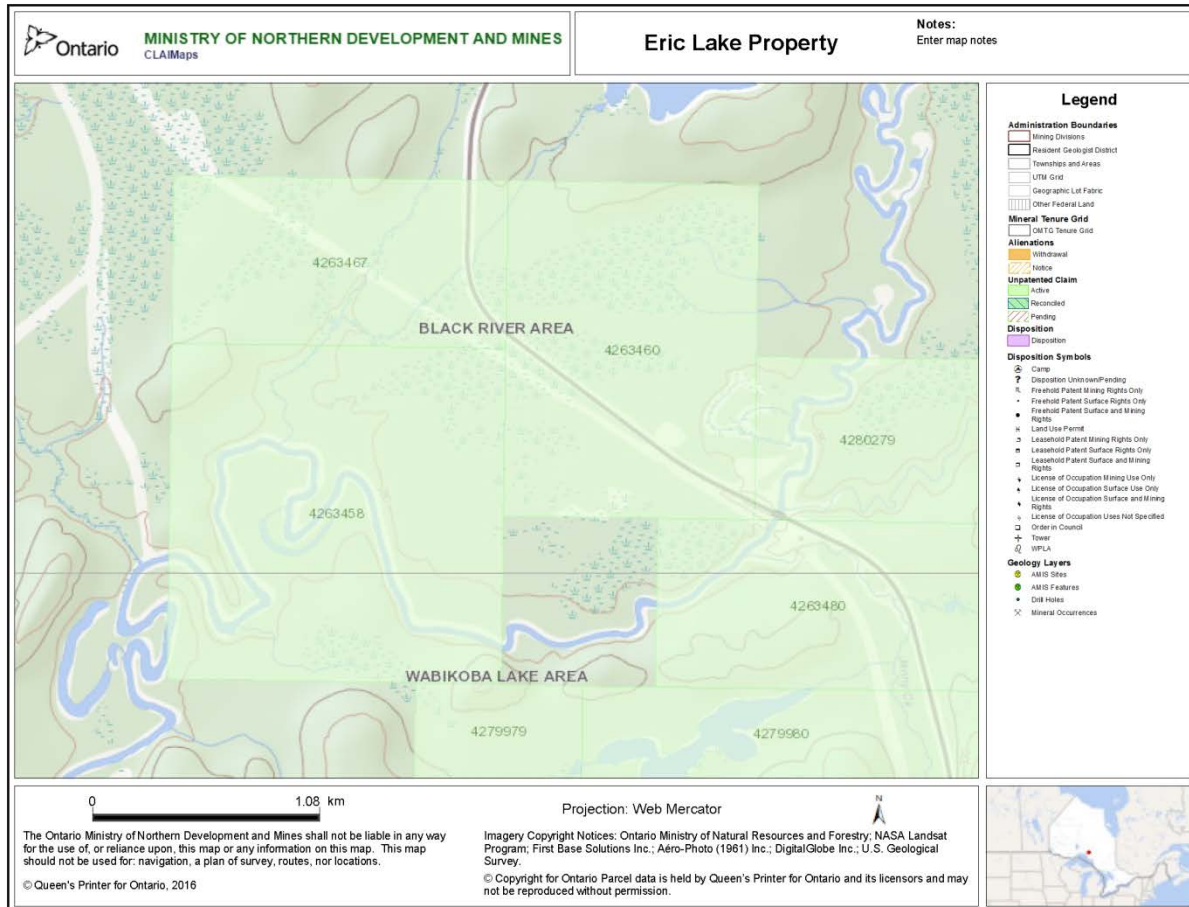 Ontario
MINISTRY OF NORTHERN DEVELOPMENT AND MINES
CLAIMaps
Eric Lake Property
Notes:
Enter map notes
4263467
BLACK RIVER AREA
4263460
4280279
4263458
4263480
WABIKOBA LAKE AREA
4279979
4279980
Legend
Administration Boundaries
Mining Divisions
Resident Geologist District
Townships and Areas
UTM Grid
Geographic Lot Fabric
Other Federal Land
Mineral Tenure Grid
OMTG Tenure Grid
Alienations
Withdrawal
Notice
Unpatented Claim
Active
Reconciled
Pending
Disposition
Disposition
Disposition Symbols
Camp
Disposition Unknown/Pending
Freehold Patent Mining Rights Only
Freehold Patent Surface Rights Only
Freehold Patent Surface and Mining
Rights
Land Use Permit
Leasehold Patent Mining Rights Only
Leasehold Patent Surface Rights Only
Leasehold Patent Surface and Mining
Rights
License of Occupation Mining Use Only
License of Occupation Surface Use Only
License of Occupation Surface and Mining
Rights
License of Occupation Uses Not Specified
Order in Council
Tower
WPLA
Geology Layers
AMIS Sites
AMIS Features
Drill Holes
Mineral Occurrences
0 1.08 km
The Ontario Ministry of Northern Development and Mines shall not be liable in any way
for the use of, or reliance upon, this map or any information on this map. This map
should not be used for: navigation, a plan of survey, routes, nor locations.
© Queen's Printer for Ontario, 2016
Projection: Web Mercator
N
Imagery Copyright Notices: Ontario Ministry of Natural Resources and Forestry; NASA Landsat
Program; First Base Solutions Inc.; Aéro-Photo (1961) Inc.; DigitalGlobe Inc.; U.S. Geological
Survey.
© Copyright for Ontario Parcel data is held by Queen's Printer for Ontario and its licensors and may
not be reproduced without permission.